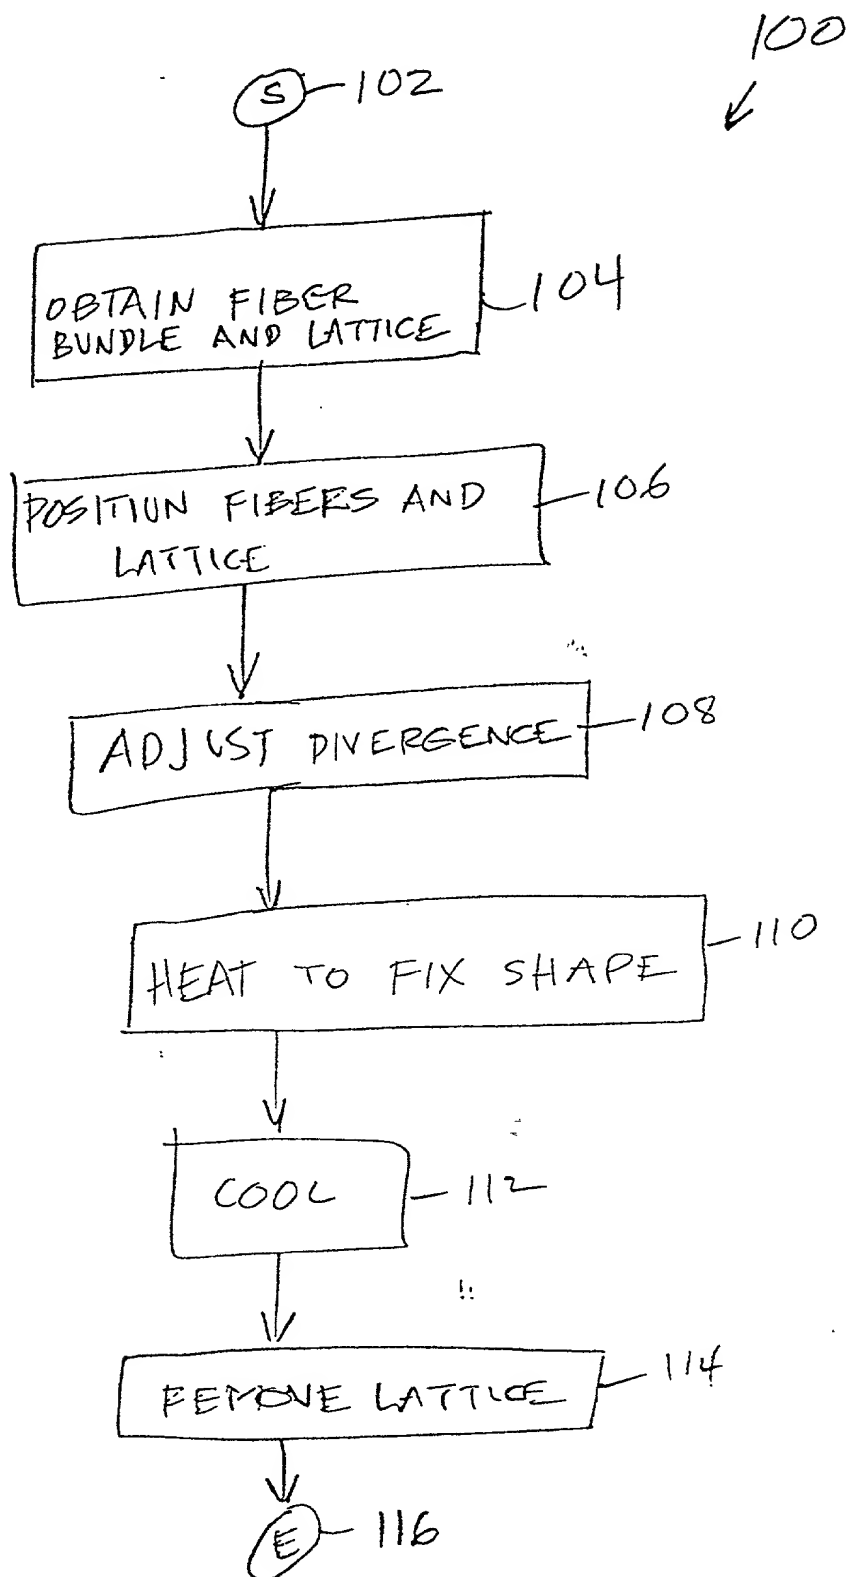 100
S 102
OBTAIN FIBER
BUNDLE AND LATTICE
104
POSITIUN FIBERS AND
LATTICE
106
ADJUST DIVERGENCE
108
HEAT TO FIX SHAPE
110
COOL
112
REMOVE LATTICE
114
E 116